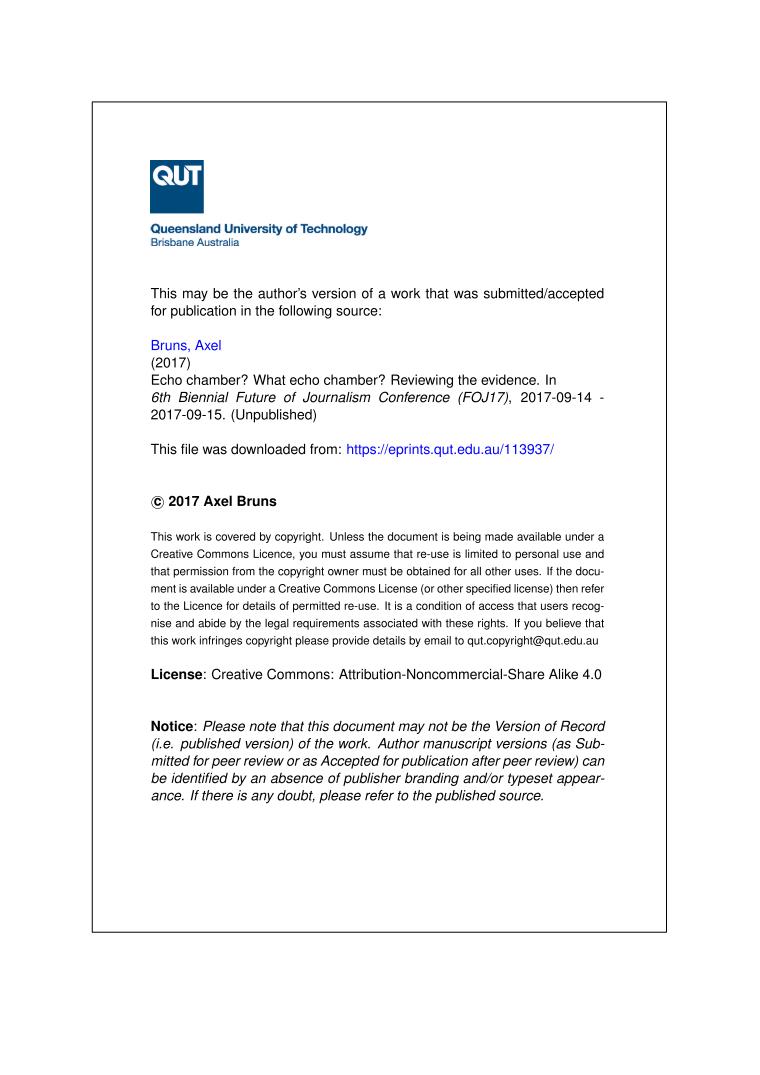 QUT
Queensland University of Technology
Brisbane Australia
This may be the author's version of a work that was submitted/accepted
for publication in the following source:
Bruns, Axel
(2017)
Echo chamber? What echo chamber? Reviewing the evidence. In
6th Biennial Future of Journalism Conference (FOJ17), 2017-09-14 -
2017-09-15. (Unpublished)
This file was downloaded from: https://eprints.qut.edu.au/113937/
© 2017 Axel Bruns
This work is covered by copyright. Unless the document is being made available under a
Creative Commons Licence, you must assume that re-use is limited to personal use and
that permission from the copyright owner must be obtained for all other uses. If the docu-
ment is available under a Creative Commons License (or other specified license) then refer
to the Licence for details of permitted re-use. It is a condition of access that users recog-
nise and abide by the legal requirements associated with these rights. If you believe that
this work infringes copyright please provide details by email to qut.copyright@qut.edu.au
License: Creative Commons: Attribution-Noncommercial-Share Alike 4.0
Notice: Please note that this document may not be the Version of Record
(i.e. published version) of the work. Author manuscript versions (as Sub-
mitted for peer review or as Accepted for publication after peer review) can
be identified by an absence of publisher branding and/or typeset appear-
ance. If there is any doubt, please refer to the published source.